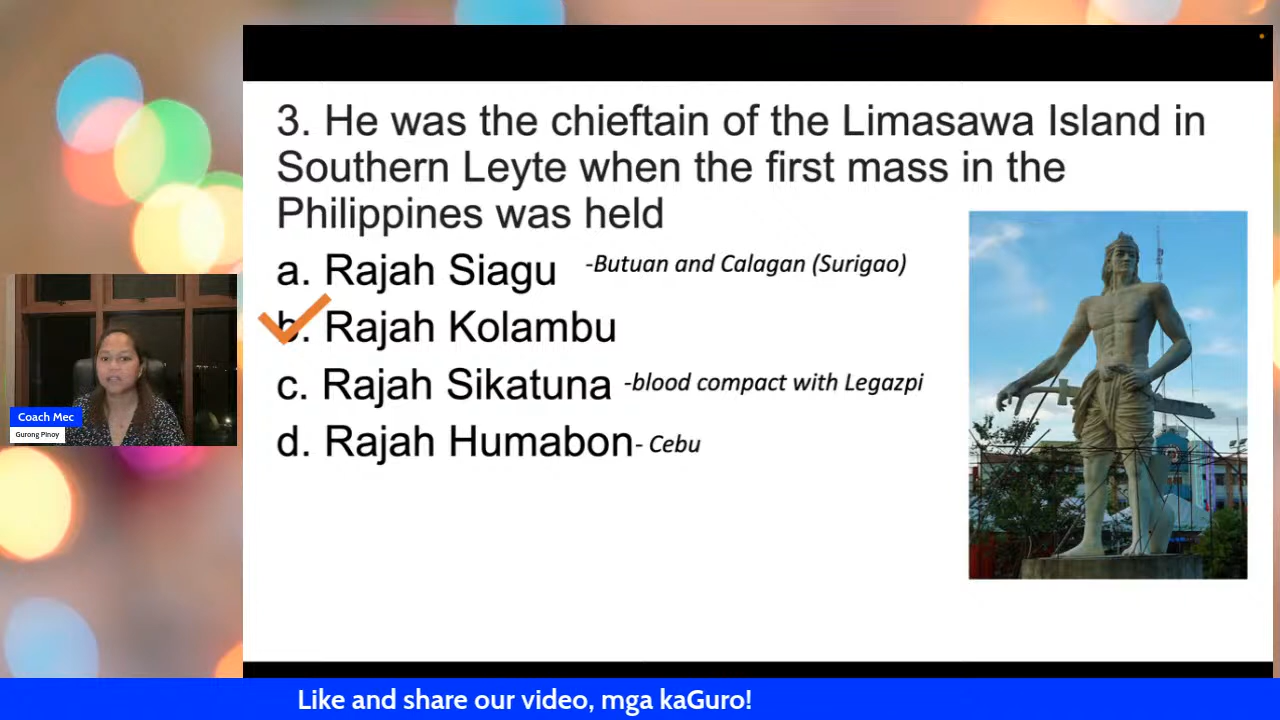 3. He was the chieftain of the Limasawa Island in
Southern Leyte when the first mass in the
Philippines was held
a. Rajah Siagu -Butuan and Calagan (Surigao)
b. Rajah Kolambu
c. Rajah Sikatuna -blood compact with Legazpi
d. Rajah Humabon- Cebu
Coach Mec
Gurong Pinoy
Like and share our video, mga kaGuro!